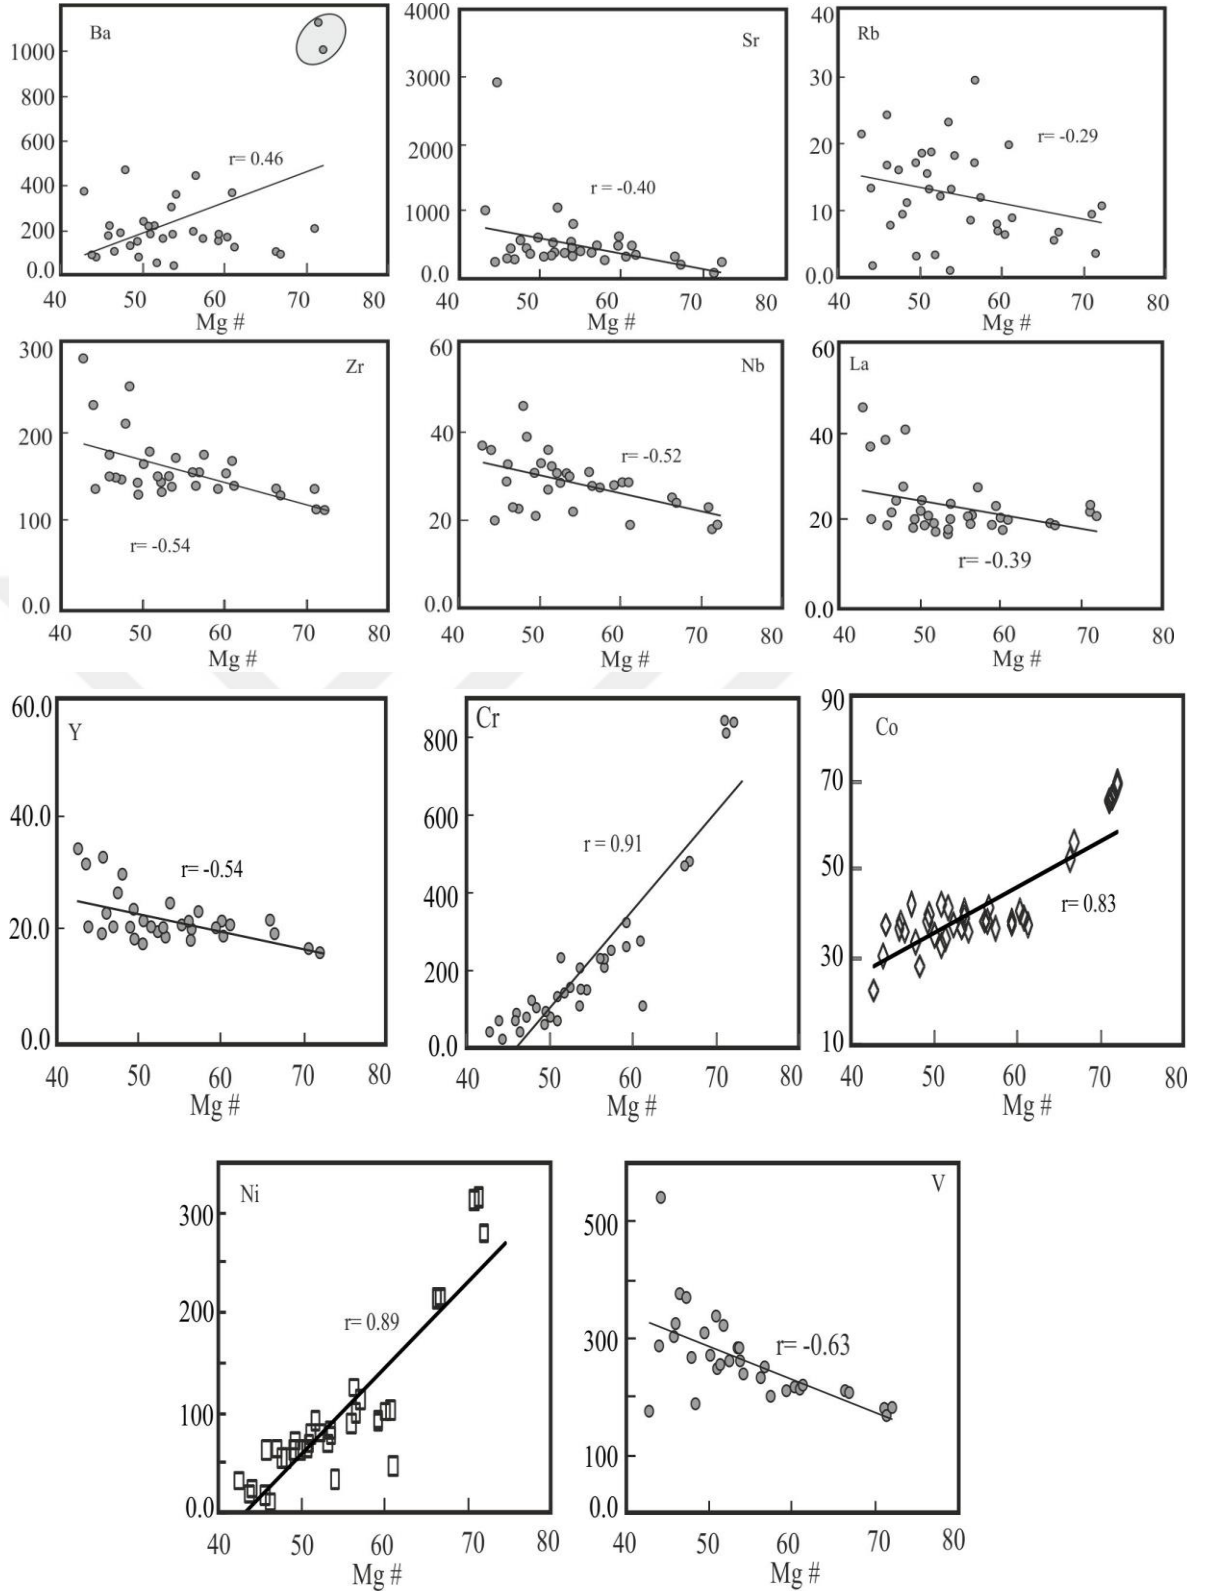 Ba
1000
800
600
400
200
0.0
r= 0.46
40 50 60 70 80
Mg #
Sr
4000
3000
2000
1000
0.0
r = -0.40
40 50 60 70 80
Mg #
Rb
40
30
20
10
0.0
r= -0.29
40 50 60 70 80
Mg #
Zr
300
200
100
0.0
r= -0.54
40 50 60 70 80
Mg #
Nb
60
40
20
0.0
r= -0.52
40 50 60 70 80
Mg #
La
60
40
20
0.0
r= -0.39
40 50 60 70 80
Mg #
Y
60.0
40.0
20.0
0.0
r= -0.54
40 50 60 70 80
Mg #
Cr
800
600
400
200
0.0
r = 0.91
40 50 60 70 80
Mg #
Co
90
70
50
30
10
r= 0.83
40 50 60 70 80
Mg #
Ni
300
200
100
0.0
r= 0.89
40 50 60 70 80
Mg #
V
500
300
100
0.0
r= -0.63
40 50 60 70 80
Mg #